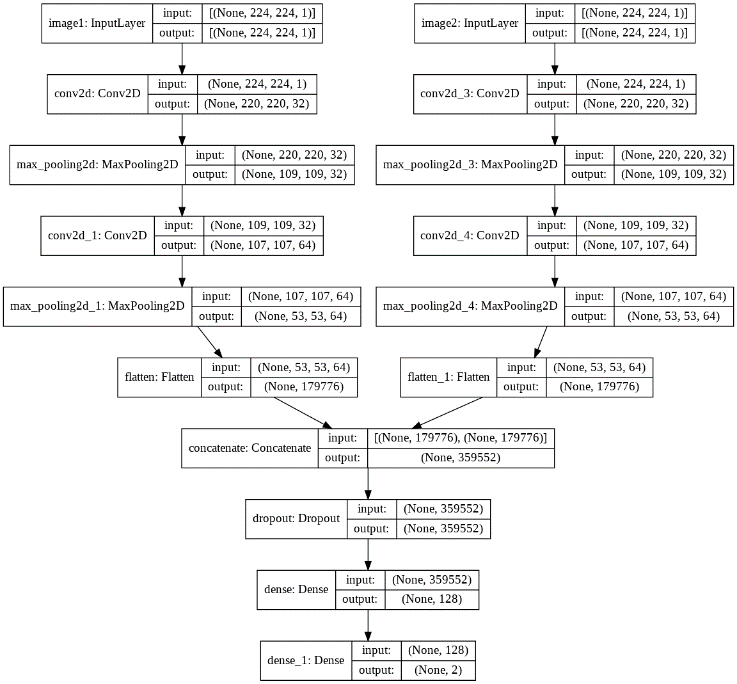 image1: InputLayer input: [(None, 224, 224, 1)]
output: [(None, 224, 224, 1)]
image2: InputLayer input: [(None, 224, 224, 1)]
output: [(None, 224, 224, 1)]
conv2d: Conv2D input: (None, 224, 224, 1)
output: (None, 220, 220, 32)
conv2d_3: Conv2D input: (None, 224, 224, 1)
output: (None, 220, 220, 32)
max_pooling2d: MaxPooling2D input: (None, 220, 220, 32)
output: (None, 109, 109, 32)
max_pooling2d_3: MaxPooling2D input: (None, 220, 220, 32)
output: (None, 109, 109, 32)
conv2d_1: Conv2D input: (None, 109, 109, 32)
output: (None, 107, 107, 64)
conv2d_4: Conv2D input: (None, 109, 109, 32)
output: (None, 107, 107, 64)
max_pooling2d_1: MaxPooling2D input: (None, 107, 107, 64)
output: (None, 53, 53, 64)
max_pooling2d_4: MaxPooling2D input: (None, 107, 107, 64)
output: (None, 53, 53, 64)
flatten: Flatten input: (None, 53, 53, 64)
output: (None, 179776)
flatten_1: Flatten input: (None, 53, 53, 64)
output: (None, 179776)
concatenate: Concatenate input: [(None, 179776), (None, 179776)]
output: (None, 359552)
dropout: Dropout input: (None, 359552)
output: (None, 359552)
dense: Dense input: (None, 359552)
output: (None, 128)
dense_1: Dense input: (None, 128)
output: (None, 2)